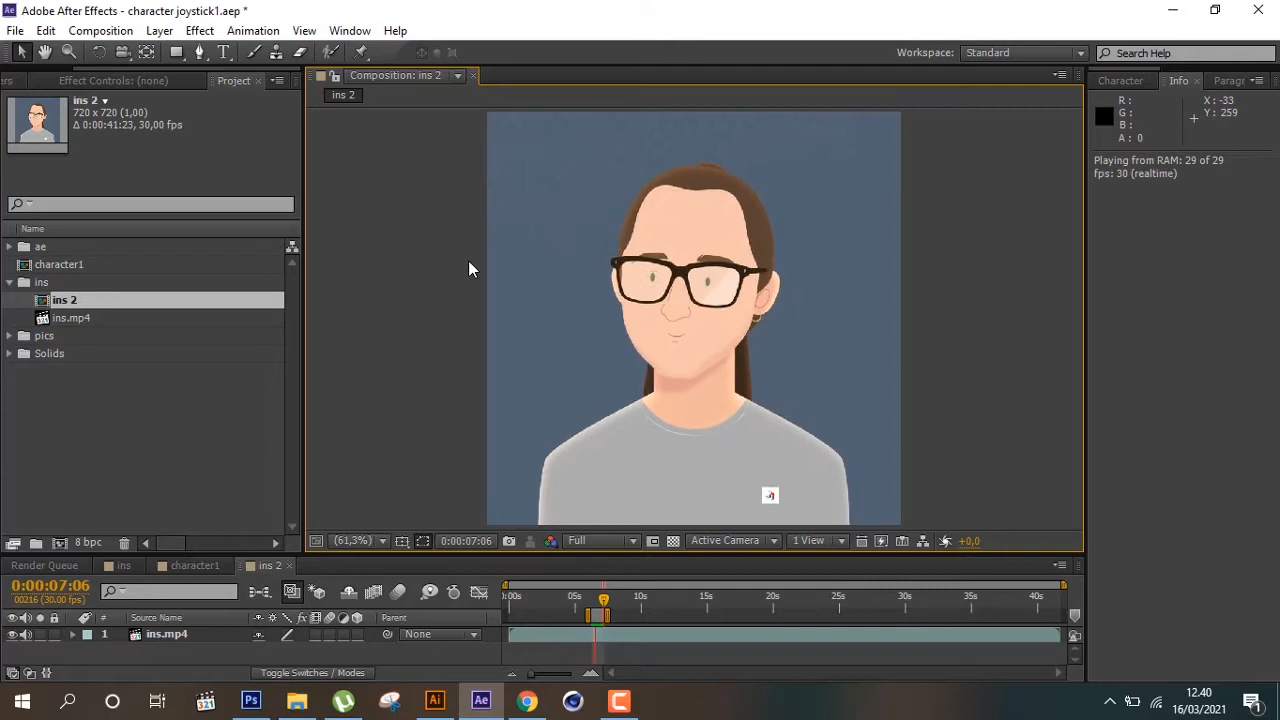 Adobe After Effects - character joystick1.aep *
File Edit Composition Layer Effect Animation View Window Help
Workspace: Standard Search Help
Effect Controls: (none) Project
Composition: ins 2
Character Info Paragr
ins 2
720 x 720 (1,00)
Δ 0:00:41:23, 30,00 fps
ins 2
R :
G :
B :
A : 0
X : -33
Y : 259
Playing from RAM: 29 of 29
fps: 30 (realtime)
Name
ae
character1
ins
ins 2
ins.mp4
pics
Solids
8 bpc
(61,3%) 0:00:07:06 Full Active Camera 1 View +0,0
Render Queue ins character1 ins 2
0:00:07:06
00216 (30.00 fps)
:00s 05s 10s 15s 20s 25s 30s 35s 40s
# Source Name Parent
1 ins.mp4 None
Toggle Switches / Modes
Ps Ai Ae
12.40
16/03/2021